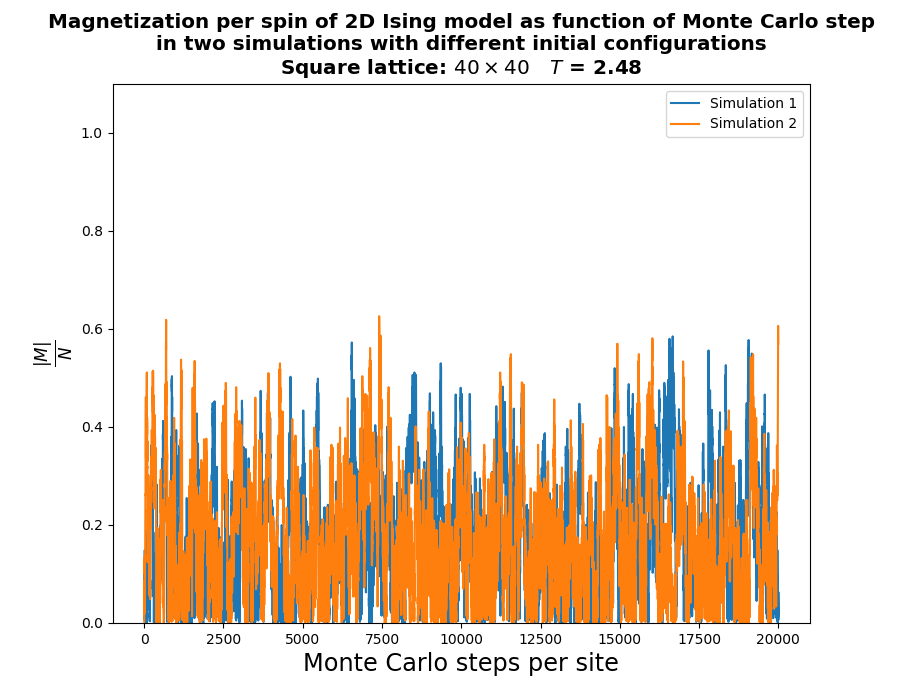 Magnetization per spin of 2D Ising model as function of Monte Carlo step
in two simulations with different initial configurations
Square lattice: 40 × 40 T = 2.48
Simulation 1
Simulation 2
|M|
N
1.0
0.8
0.6
0.4
0.2
0.0
0 2500 5000 7500 10000 12500 15000 17500 20000
Monte Carlo steps per site